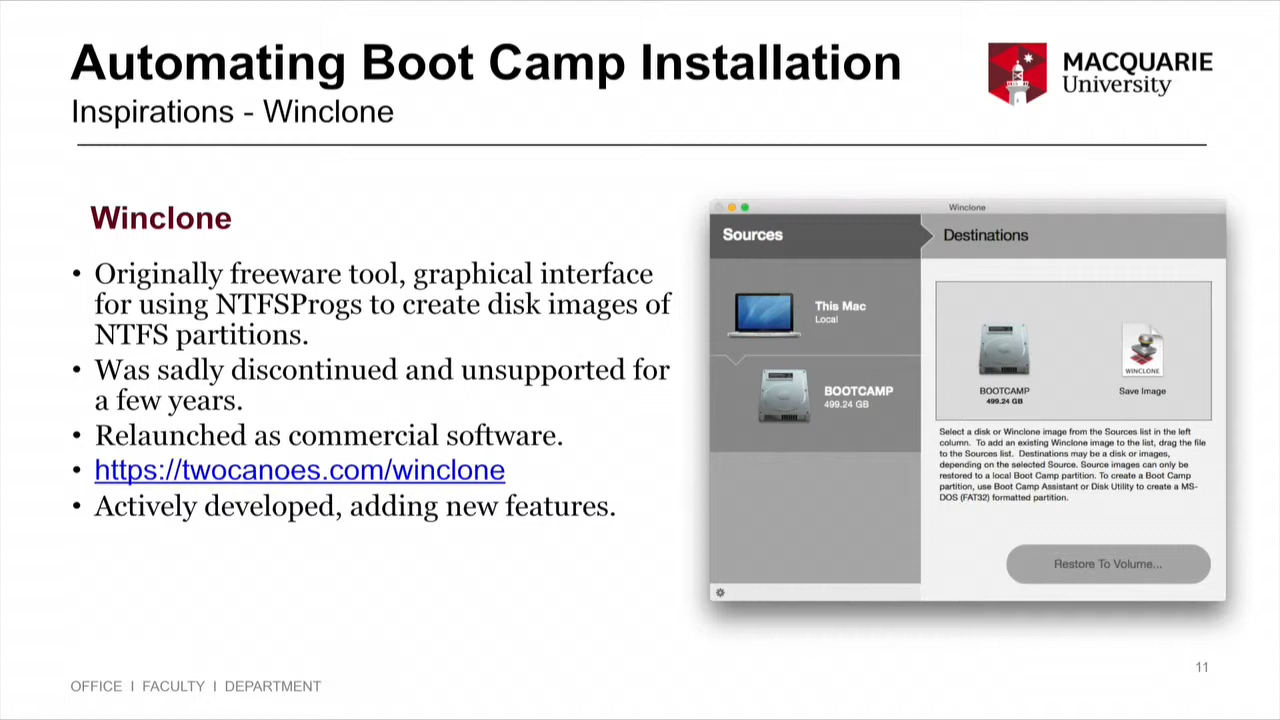 Automating Boot Camp Installation
Inspirations - Winclone
MACQUARIE
University
Winclone
• Originally freeware tool, graphical interface
for using NTFSProgs to create disk images of
NTFS partitions.
• Was sadly discontinued and unsupported for
a few years.
• Relaunched as commercial software.
• https://twocanoes.com/winclone
• Actively developed, adding new features.
Winclone
Sources
Destinations
This Mac
Local
BOOTCAMP
499.24 GB
BOOTCAMP
499.24 GB
WINCLONE
Save Image
Select a disk or Winclone image from the Sources list in the left
column. To add an existing Winclone image to the list, drag the file
to the Sources list. Destinations may be a disk or images,
depending on the selected Source. Source images can only be
restored to a local Boot Camp partition. To create a Boot Camp
partition, use Boot Camp Assistant or Disk Utility to create a MS-
DOS (FAT32) formatted partition.
Restore To Volume...
11
OFFICE I FACULTY I DEPARTMENT